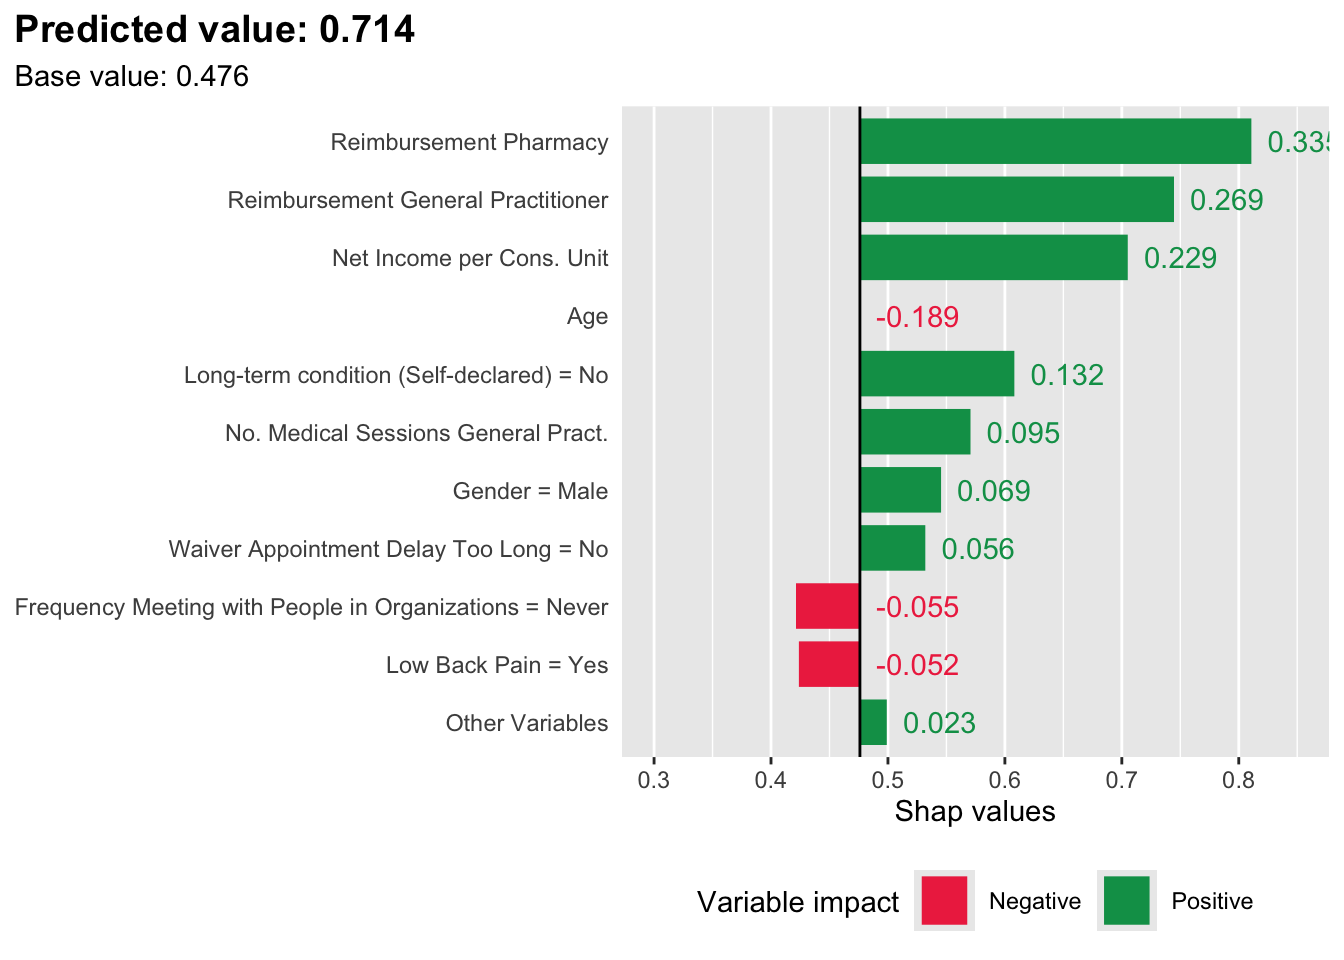 Predicted value: 0.714
Base value: 0.476
Reimbursement Pharmacy 0.335
Reimbursement General Practitioner 0.269
Net Income per Cons. Unit 0.229
Age -0.189
Long-term condition (Self-declared) = No 0.132
No. Medical Sessions General Pract. 0.095
Gender = Male 0.069
Waiver Appointment Delay Too Long = No 0.056
Frequency Meeting with People in Organizations = Never -0.055
Low Back Pain = Yes -0.052
Other Variables 0.023
0.3 0.4 0.5 0.6 0.7 0.8
Shap values
Variable impact Negative Positive